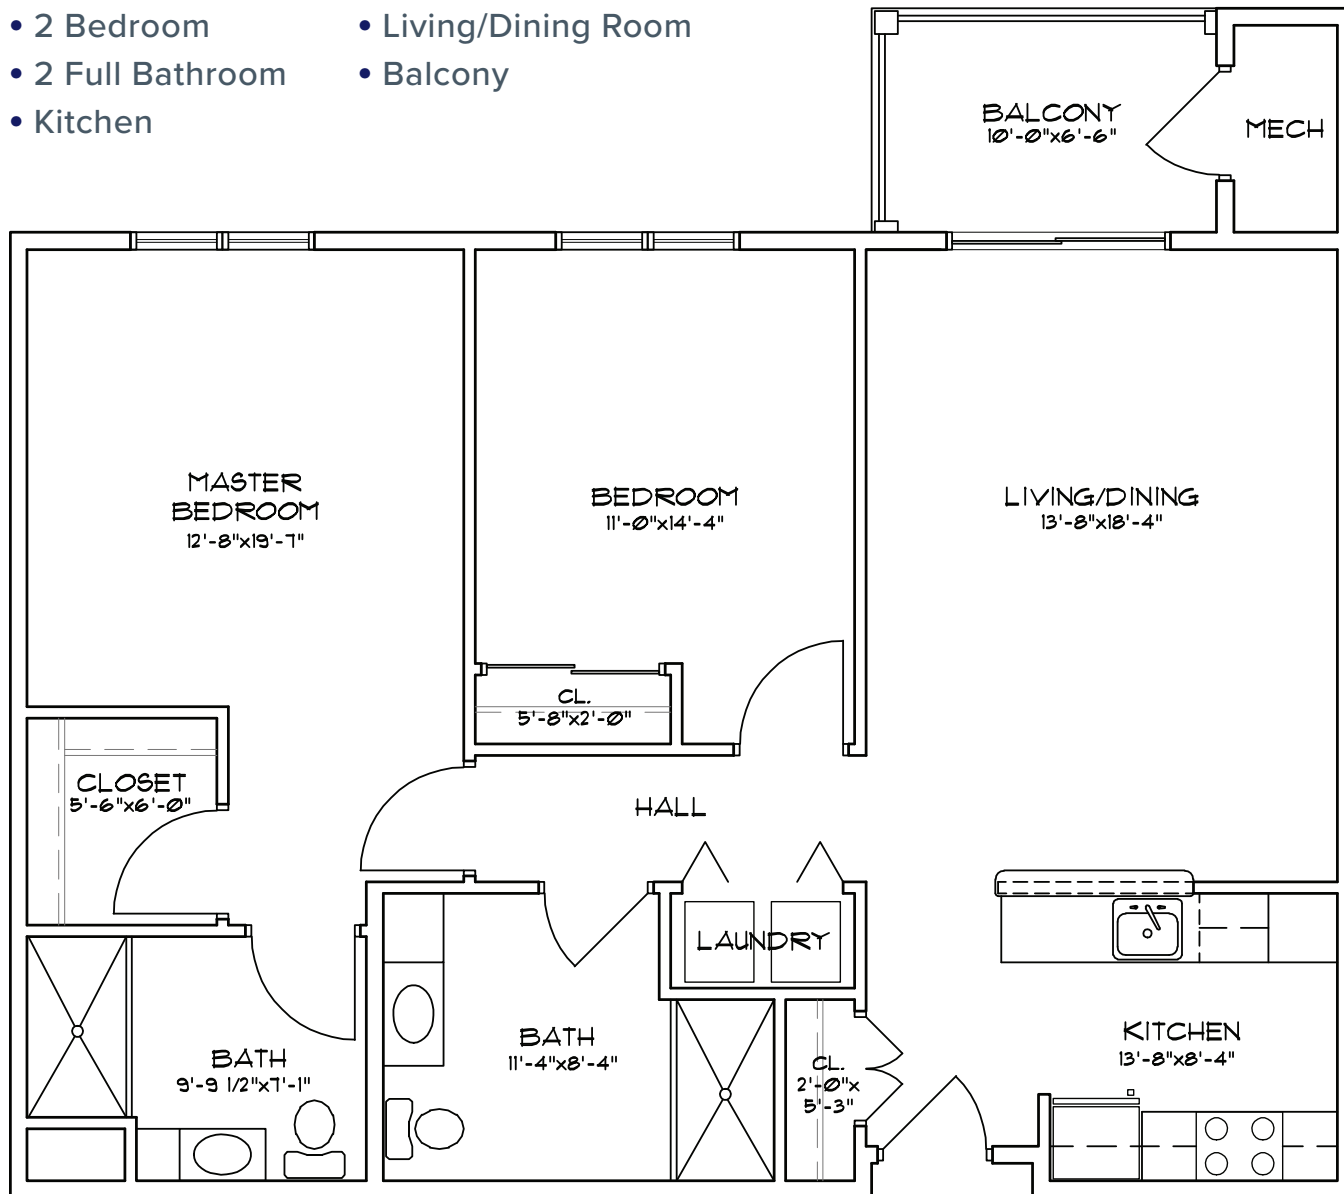 • 2 Bedroom
• 2 Full Bathroom
• Kitchen
• Living/Dining Room
• Balcony
BALCONY
10'-0"x6'-6"
MECH
MASTER
BEDROOM
12'-8"x19'-7"
BEDROOM
11'-0"x14'-4"
LIVING/DINING
13'-8"x18'-4"
CL.
5'-8"x2'-0"
CLOSET
5'-6"x6'-0"
HALL
LAUNDRY
BATH
9'-9 1/2"x7'-1"
BATH
11'-4"x8'-4"
CL.
2'-0"x
5'-3"
KITCHEN
13'-8"x8'-4"